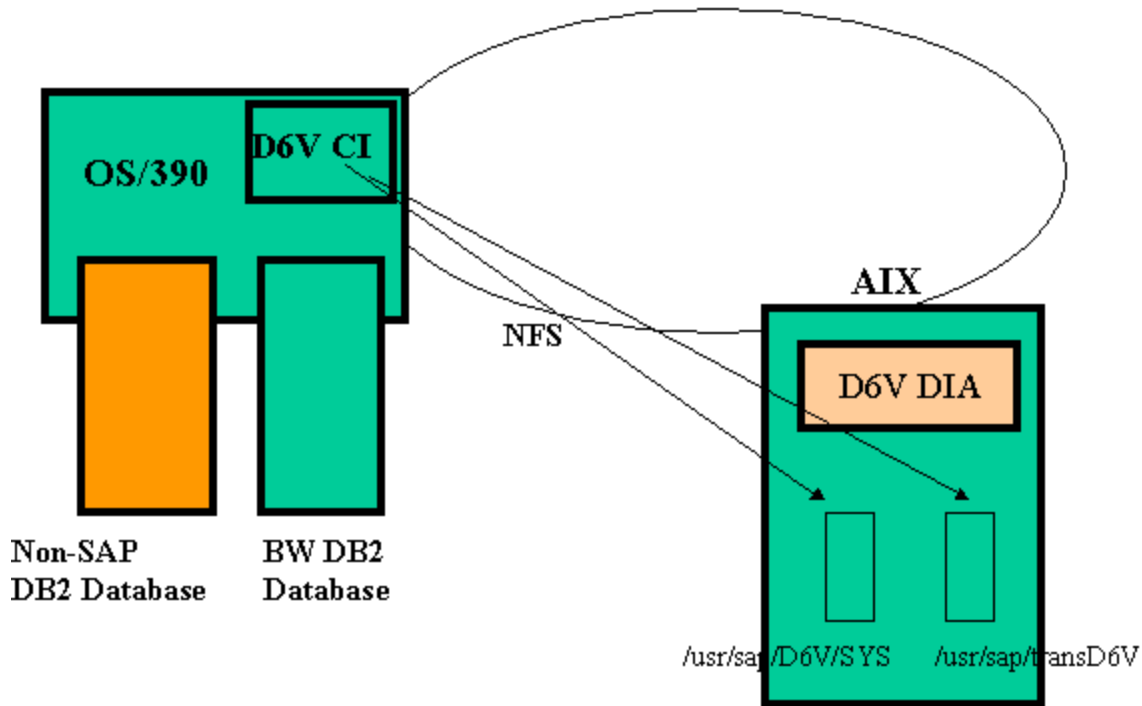 D6V CI
OS/390
AIX
NFS
D6V DIA
Non-SAP
DB2 Database
BW DB2
Database
/usr/sap/D6V/SYS
/usr/sap/transD6V